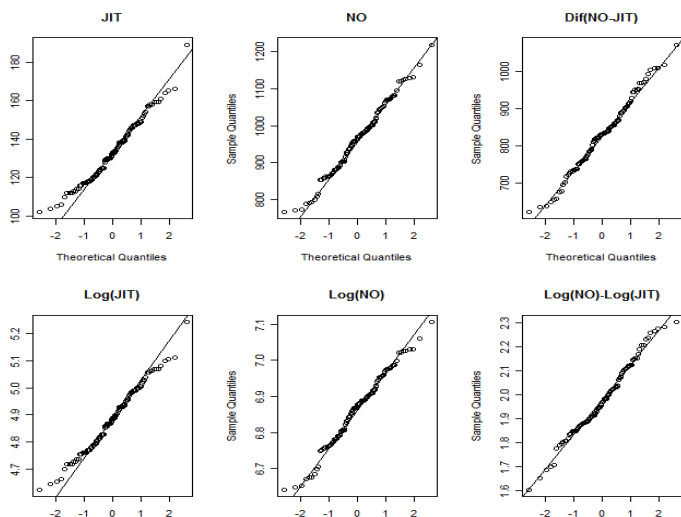 JIT
100 120 140 160 180
-2 -1 0 1 2
Theoretical Quantiles
NO
Sample Quantiles
800 900 1000 1100 1200
-2 -1 0 1 2
Theoretical Quantiles
Dif(NO-JIT)
Sample Quantiles
700 800 900 1000
-2 -1 0 1 2
Theoretical Quantiles
Log(JIT)
4.7 4.8 4.9 5.0 5.1 5.2
-2 -1 0 1 2
Log(NO)
Sample Quantiles
6.7 6.8 6.9 7.0 7.1
-2 -1 0 1 2
Log(NO)-Log(JIT)
Sample Quantiles
1.6 1.7 1.8 1.9 2.0 2.1 2.2 2.3
-2 -1 0 1 2